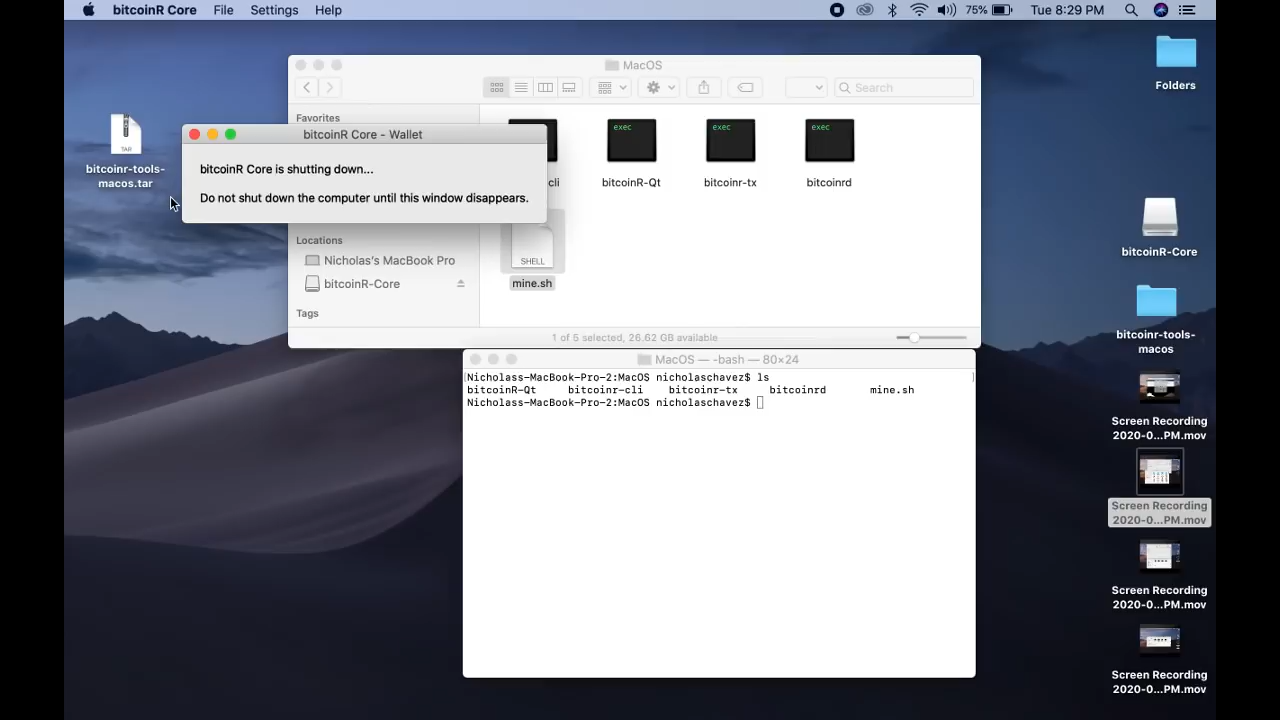 bitcoinR Core File Settings Help
75% Tue 8:29 PM
MacOS
Search
Favorites
exec
exec
exec
cli
bitcoinR-Qt
bitcoinr-tx
bitcoinrd
TAR
bitcoinr-tools-
macos.tar
bitcoinR Core - Wallet
bitcoinR Core is shutting down...
Do not shut down the computer until this window disappears.
Locations
Nicholas's MacBook Pro
bitcoinR-Core
Tags
SHELL
mine.sh
1 of 5 selected, 26.62 GB available
MacOS — -bash — 80×24
[Nicholass-MacBook-Pro-2:MacOS nicholaschavez$ ls ]
bitcoinR-Qt bitcoinr-cli bitcoinr-tx bitcoinrd mine.sh
Nicholass-MacBook-Pro-2:MacOS nicholaschavez$
Folders
bitcoinR-Core
bitcoinr-tools-
macos
Screen Recording
2020-0...PM.mov
Screen Recording
2020-0...PM.mov
Screen Recording
2020-0...PM.mov
Screen Recording
2020-0...PM.mov